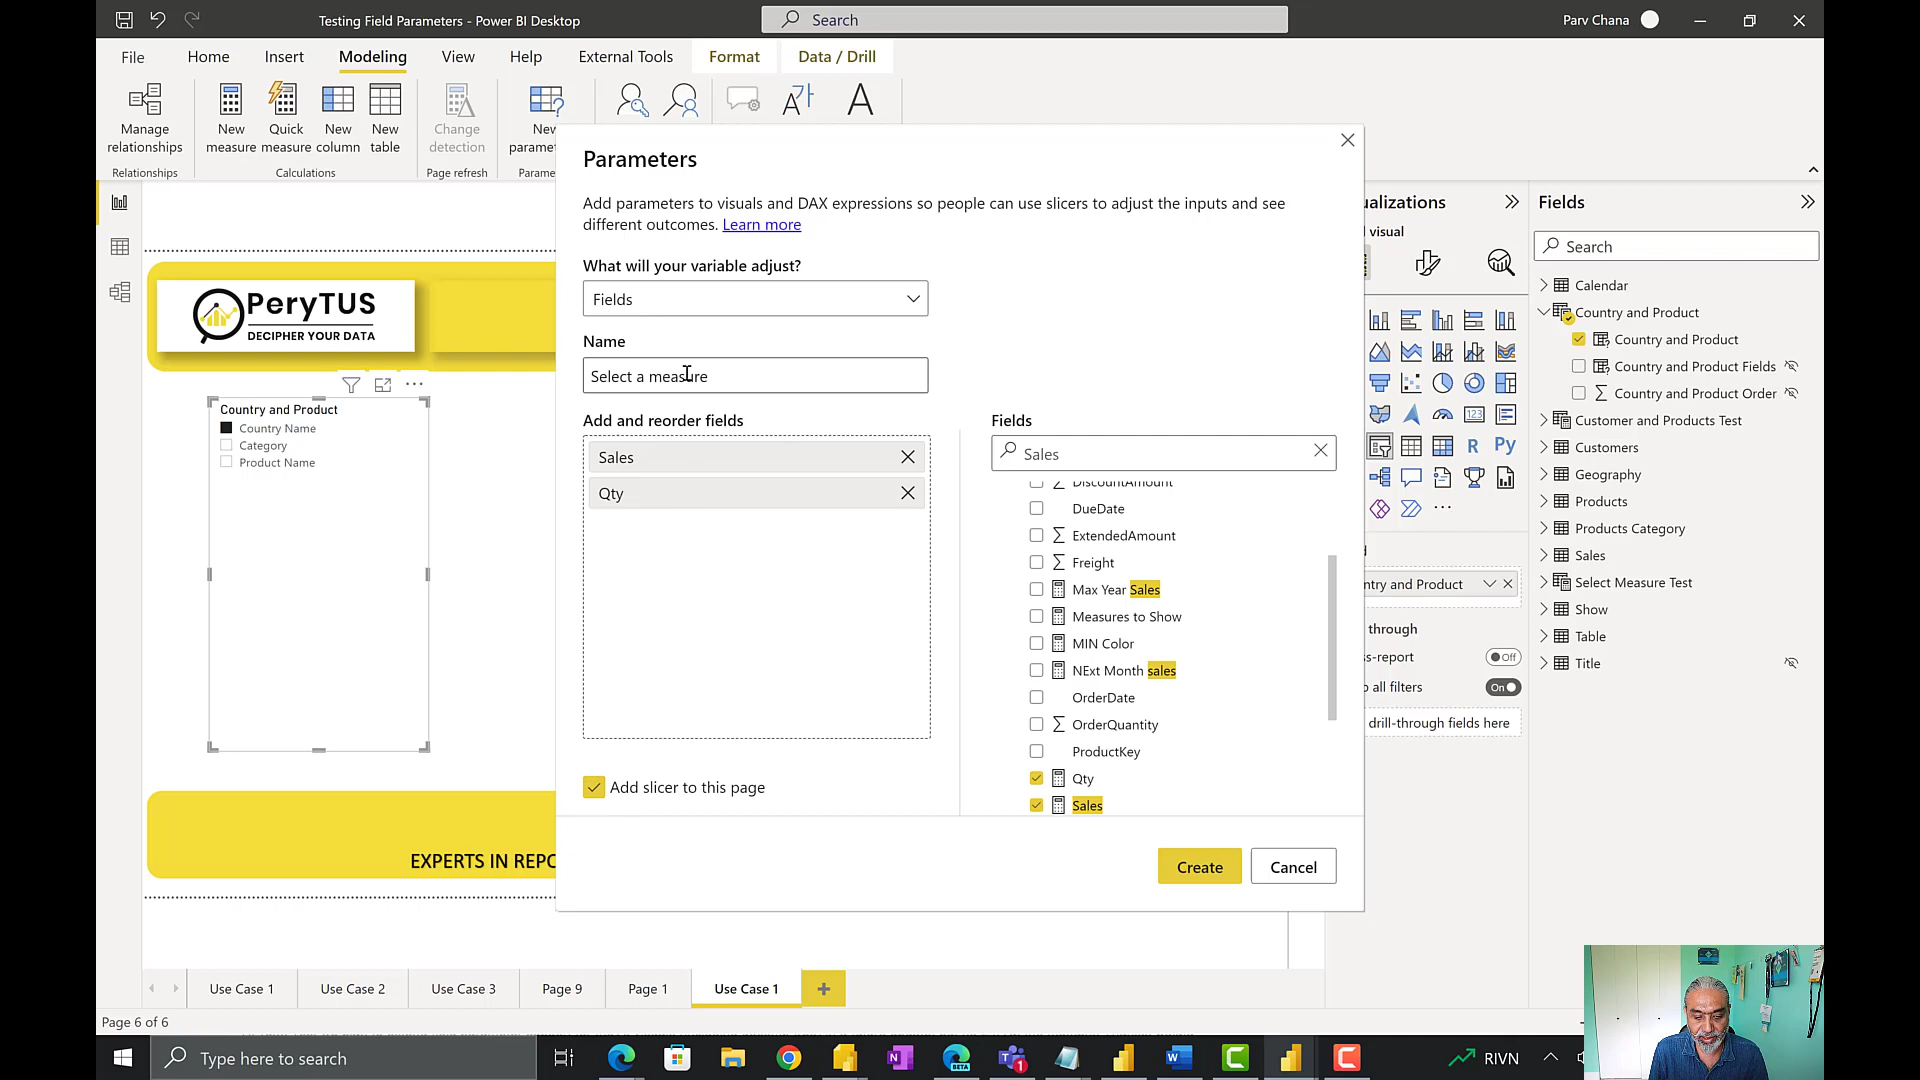 Testing Field Parameters - Power BI Desktop
Search
Parv Chana
File
Home
Insert
Modeling
View
Help
External Tools
Format
Data / Drill
Manage
relationships
New
measure
Quick
measure
New
column
New
table
Change
detection
New
Relationships
Calculations
Page refresh
Parameters
Add parameters to visuals and DAX expressions so people can use slicers to adjust the inputs and see
different outcomes. Learn more
What will your variable adjust?
Fields
Name
Select a measure
Add and reorder fields
Sales
Qty
Add slicer to this page
Fields
Sales
DiscountAmount
DueDate
ExtendedAmount
Freight
Max Year Sales
Measures to Show
MIN Color
NExt Month sales
OrderDate
OrderQuantity
ProductKey
Qty
Sales
Create
Cancel
PeryTUS
DECIPHER YOUR DATA
Country and Product
Country Name
Category
Product Name
EXPERTS IN REPO
ualizations
visual
ntry and Product
through
s-report
Off
all filters
On
drill-through fields here
Fields
Search
Calendar
Country and Product
Country and Product
Country and Product Fields
Country and Product Order
Customer and Products Test
Customers
Geography
Products
Products Category
Sales
Select Measure Test
Show
Table
Title
Use Case 1
Use Case 2
Use Case 3
Page 9
Page 1
Use Case 1
Page 6 of 6
Type here to search
RIVN